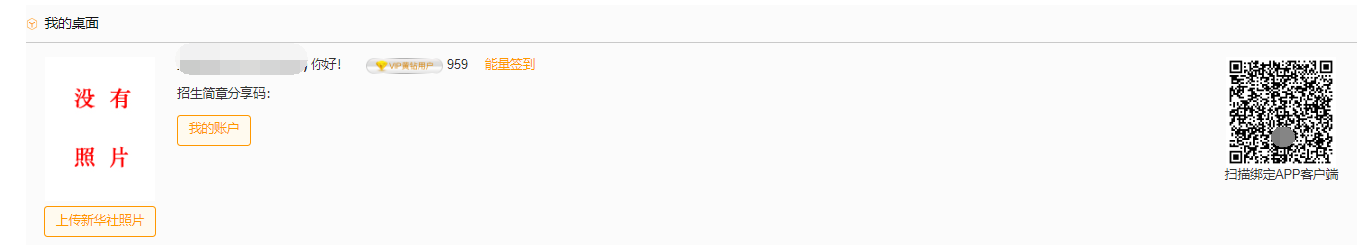 我的桌面
, 你好!
VIP黄钻用户 959 能量签到
招生简章分享码：
我的账户
没 有
照 片
上传新华社照片
扫描绑定APP客户端